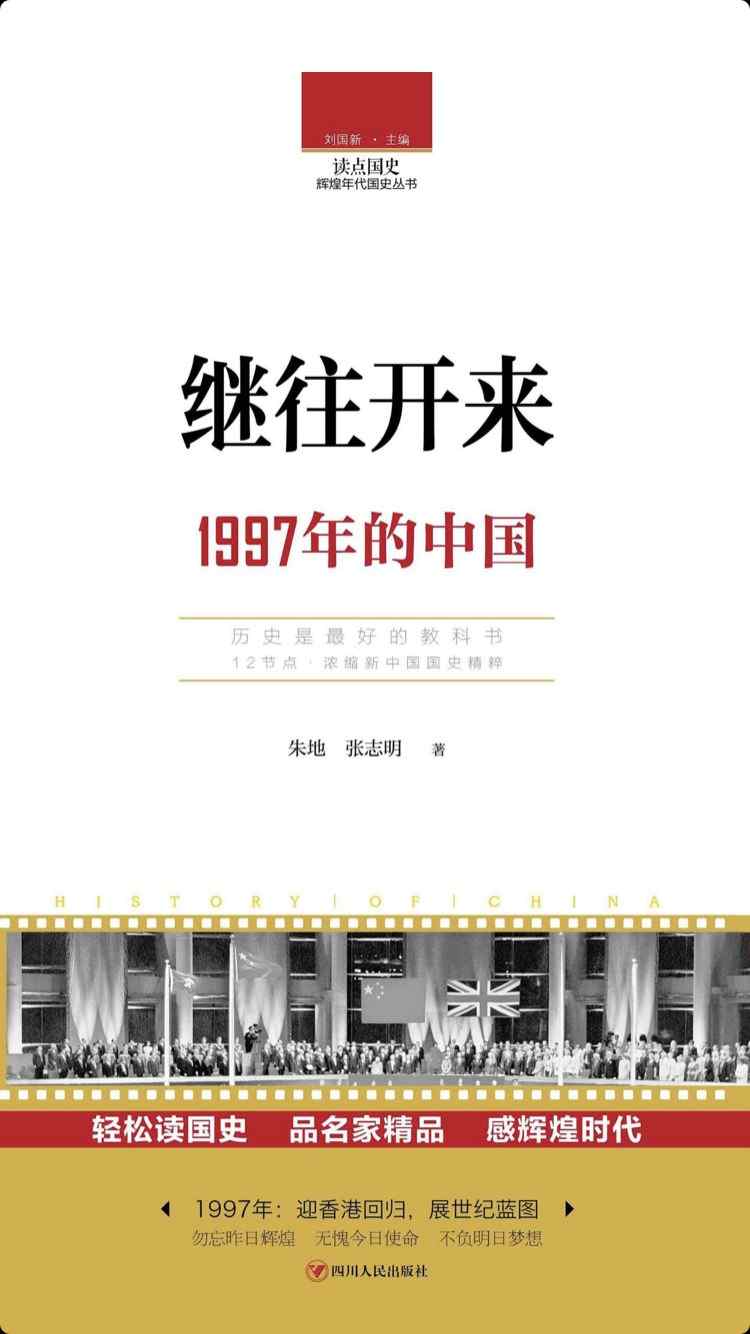 刘国新 · 主编
读点国史
辉煌年代国史丛书
继往开来
1997年的中国
历史是最好的教科书
12节点·浓缩新中国国史精粹
朱地 张志明 著
HISTORY|OF|CHINA
轻松读国史 品名家精品 感辉煌时代
1997年：迎香港回归，展世纪蓝图
勿忘昨日辉煌 无愧今日使命 不负明日梦想
四川人民出版社